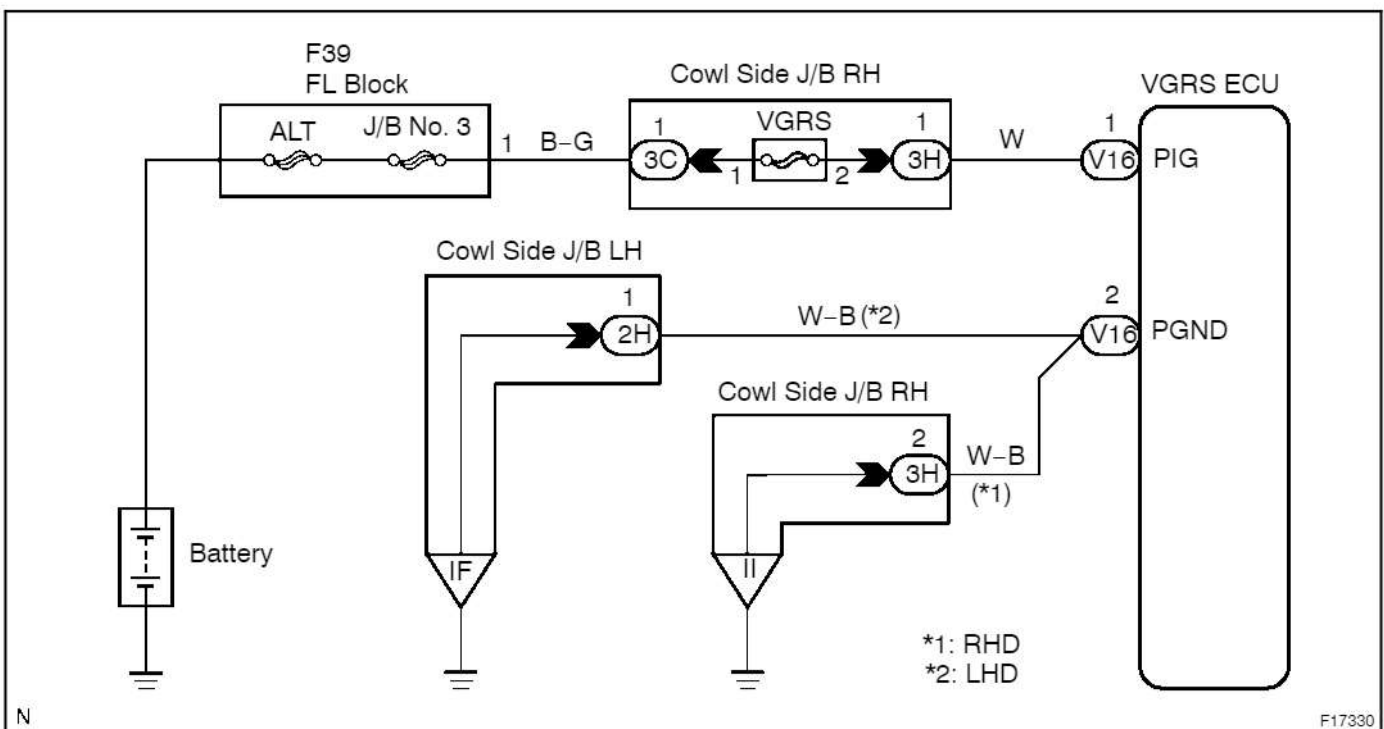 F39
FL Block
ALT
J/B No. 3
1
B–G
Cowl Side J/B RH
1
3C
1
VGRS
2
1
3H
W
VGRS ECU
1
V16
PIG
Cowl Side J/B LH
1
2H
W–B (*2)
2
V16
PGND
Cowl Side J/B RH
2
3H
W–B
(*1)
Battery
IF
II
*1: RHD
*2: LHD
N
F17330